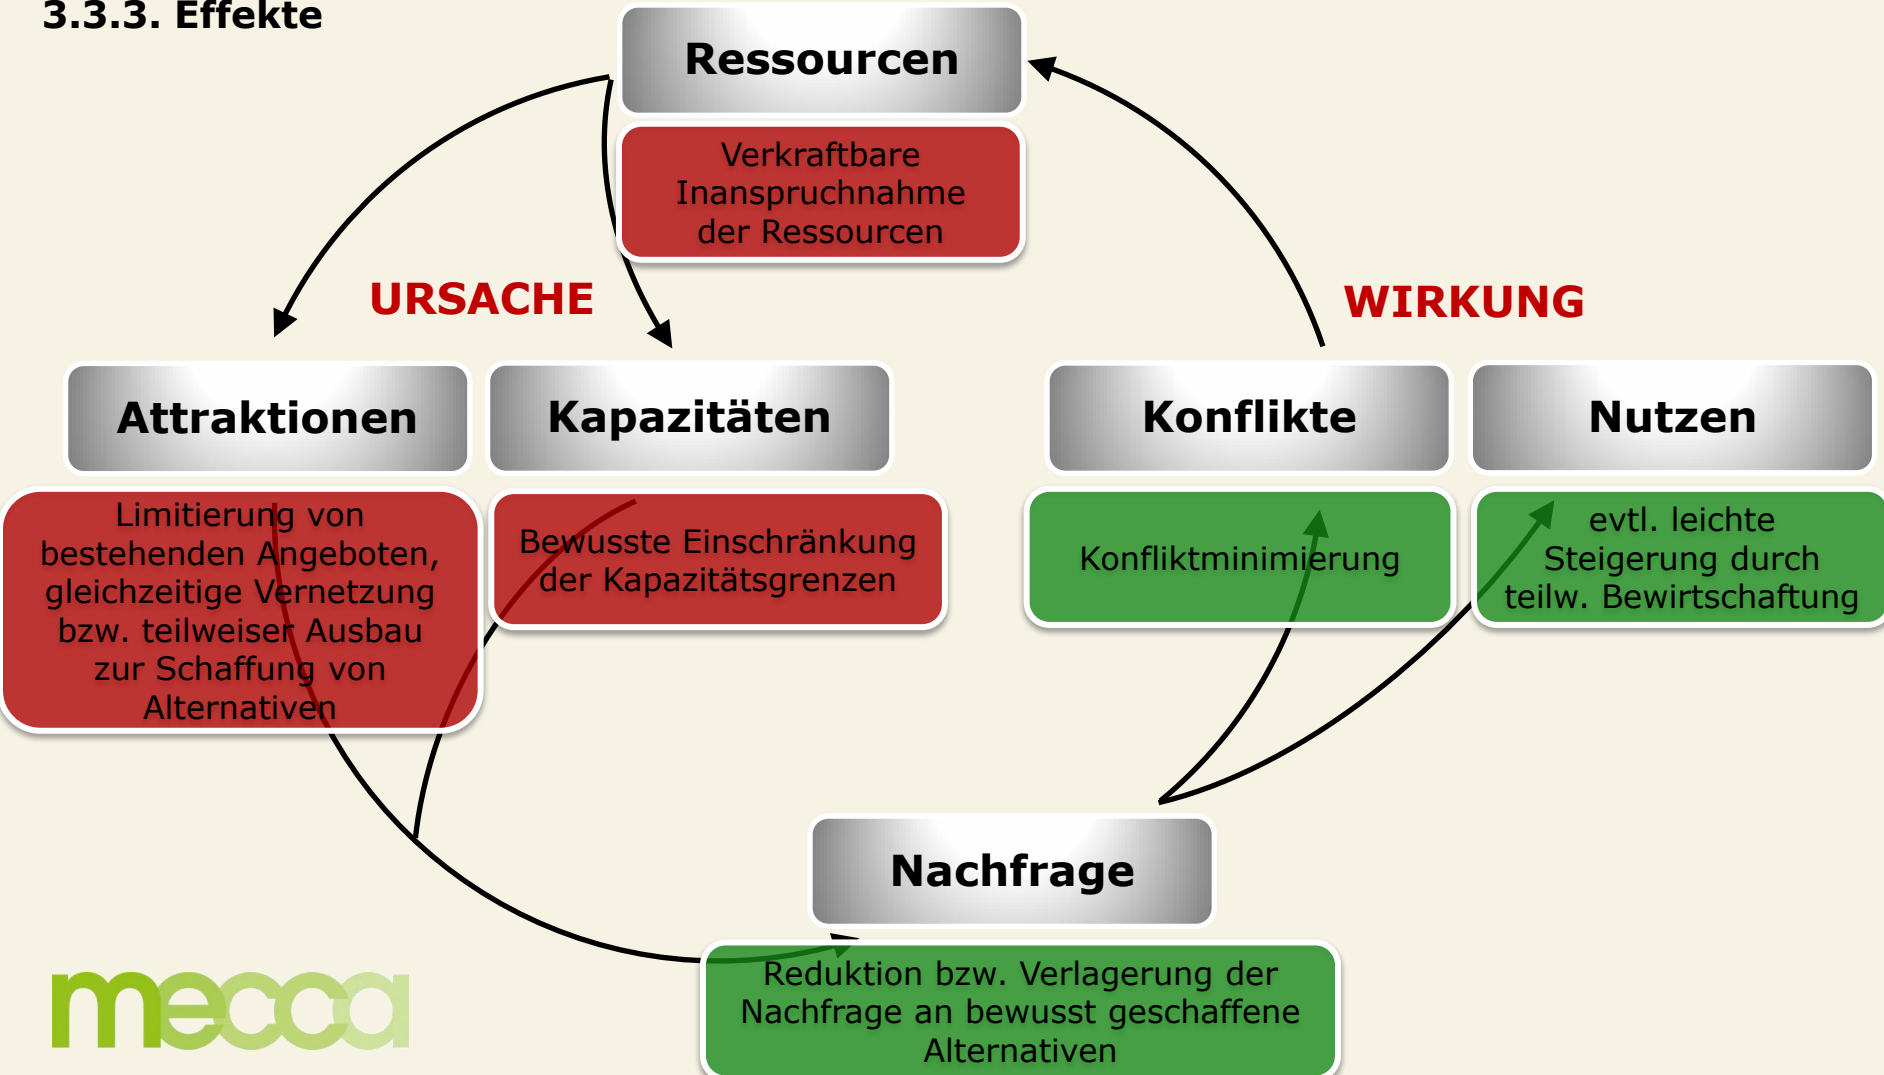 3.3.3. Effekte
Ressourcen
Verkraftbare
Inanspruchnahme
der Ressourcen
URSACHE
WIRKUNG
Attraktionen
Kapazitäten
Konflikte
Nutzen
Limitierung von
bestehenden Angeboten,
gleichzeitige Vernetzung
bzw. teilweiser Ausbau
zur Schaffung von
Alternativen
Bewusste Einschränkung
der Kapazitätsgrenzen
Konfliktminimierung
evtl. leichte
Steigerung durch
teilw. Bewirtschaftung
Nachfrage
Reduktion bzw. Verlagerung der
Nachfrage an bewusst geschaffene
Alternativen
mecca